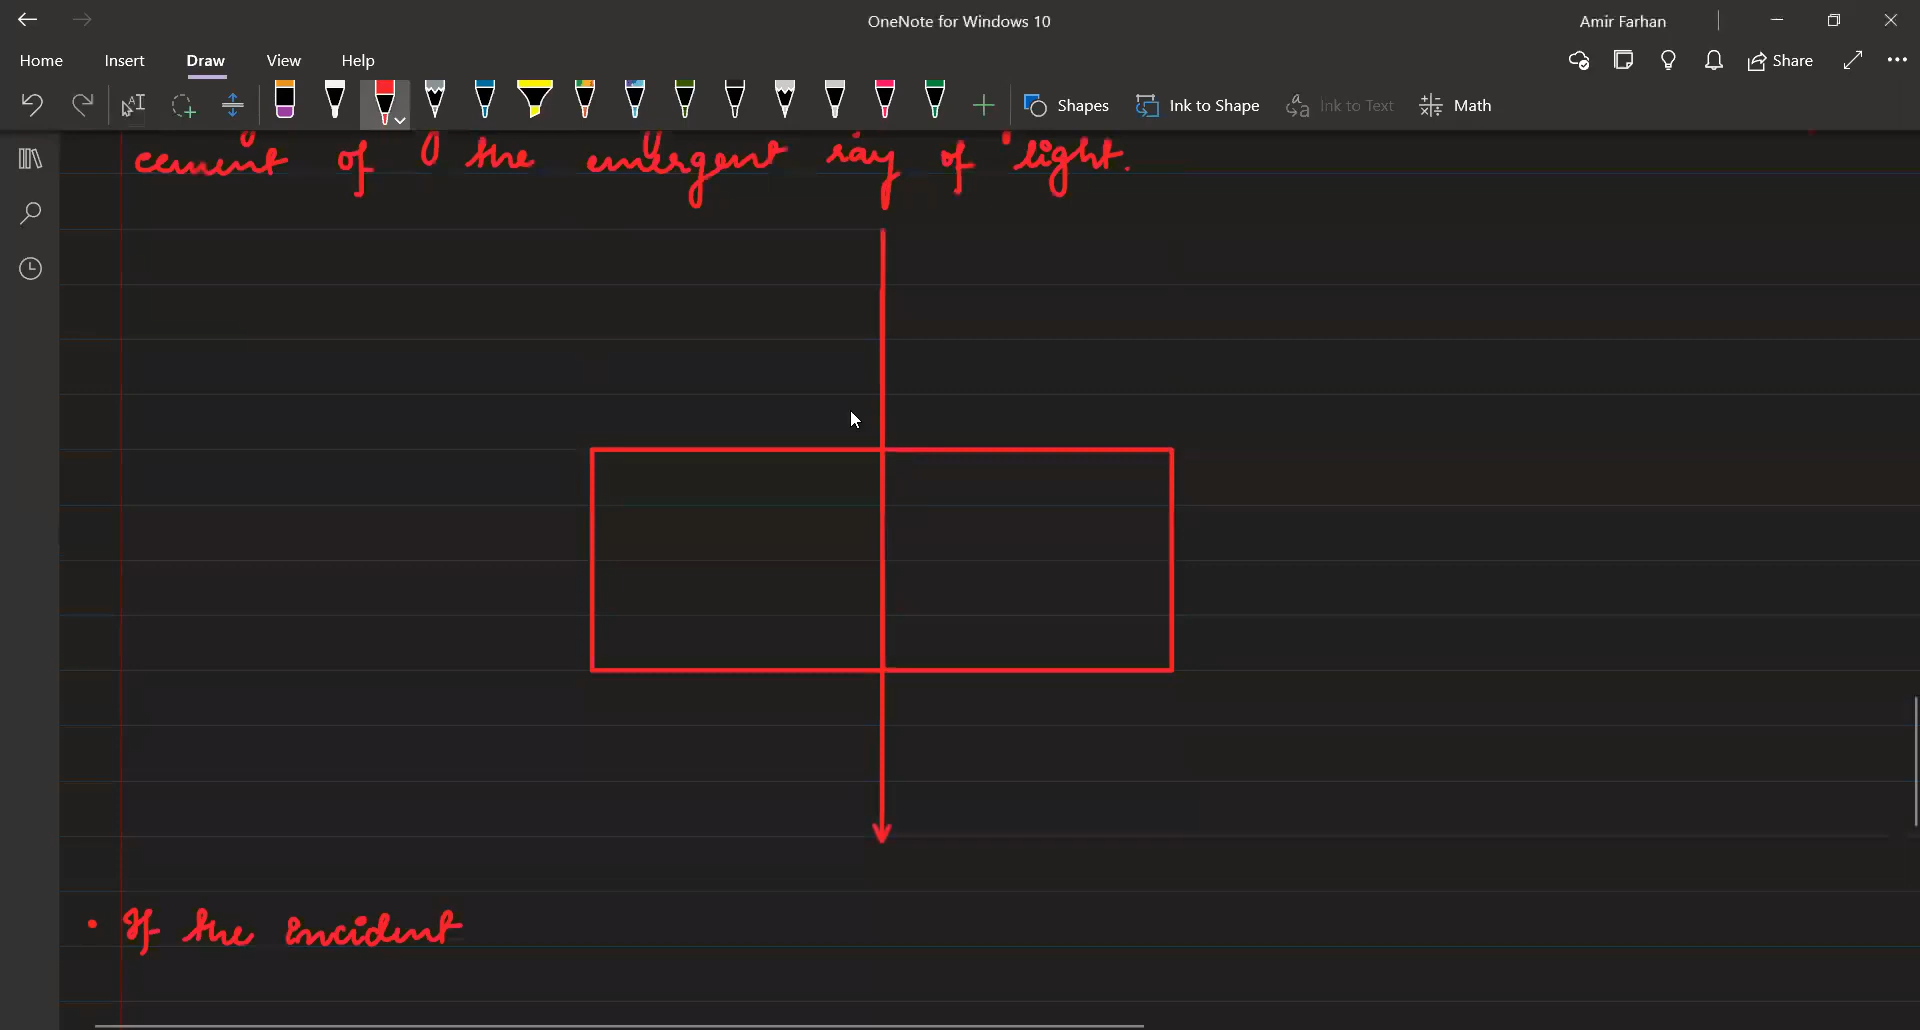 OneNote for Windows 10
Amir Farhan
Home Insert Draw View Help
Share
Shapes
Ink to Shape
Ink to Text
Math
cement of the emergent ray of light.
• If the Incident